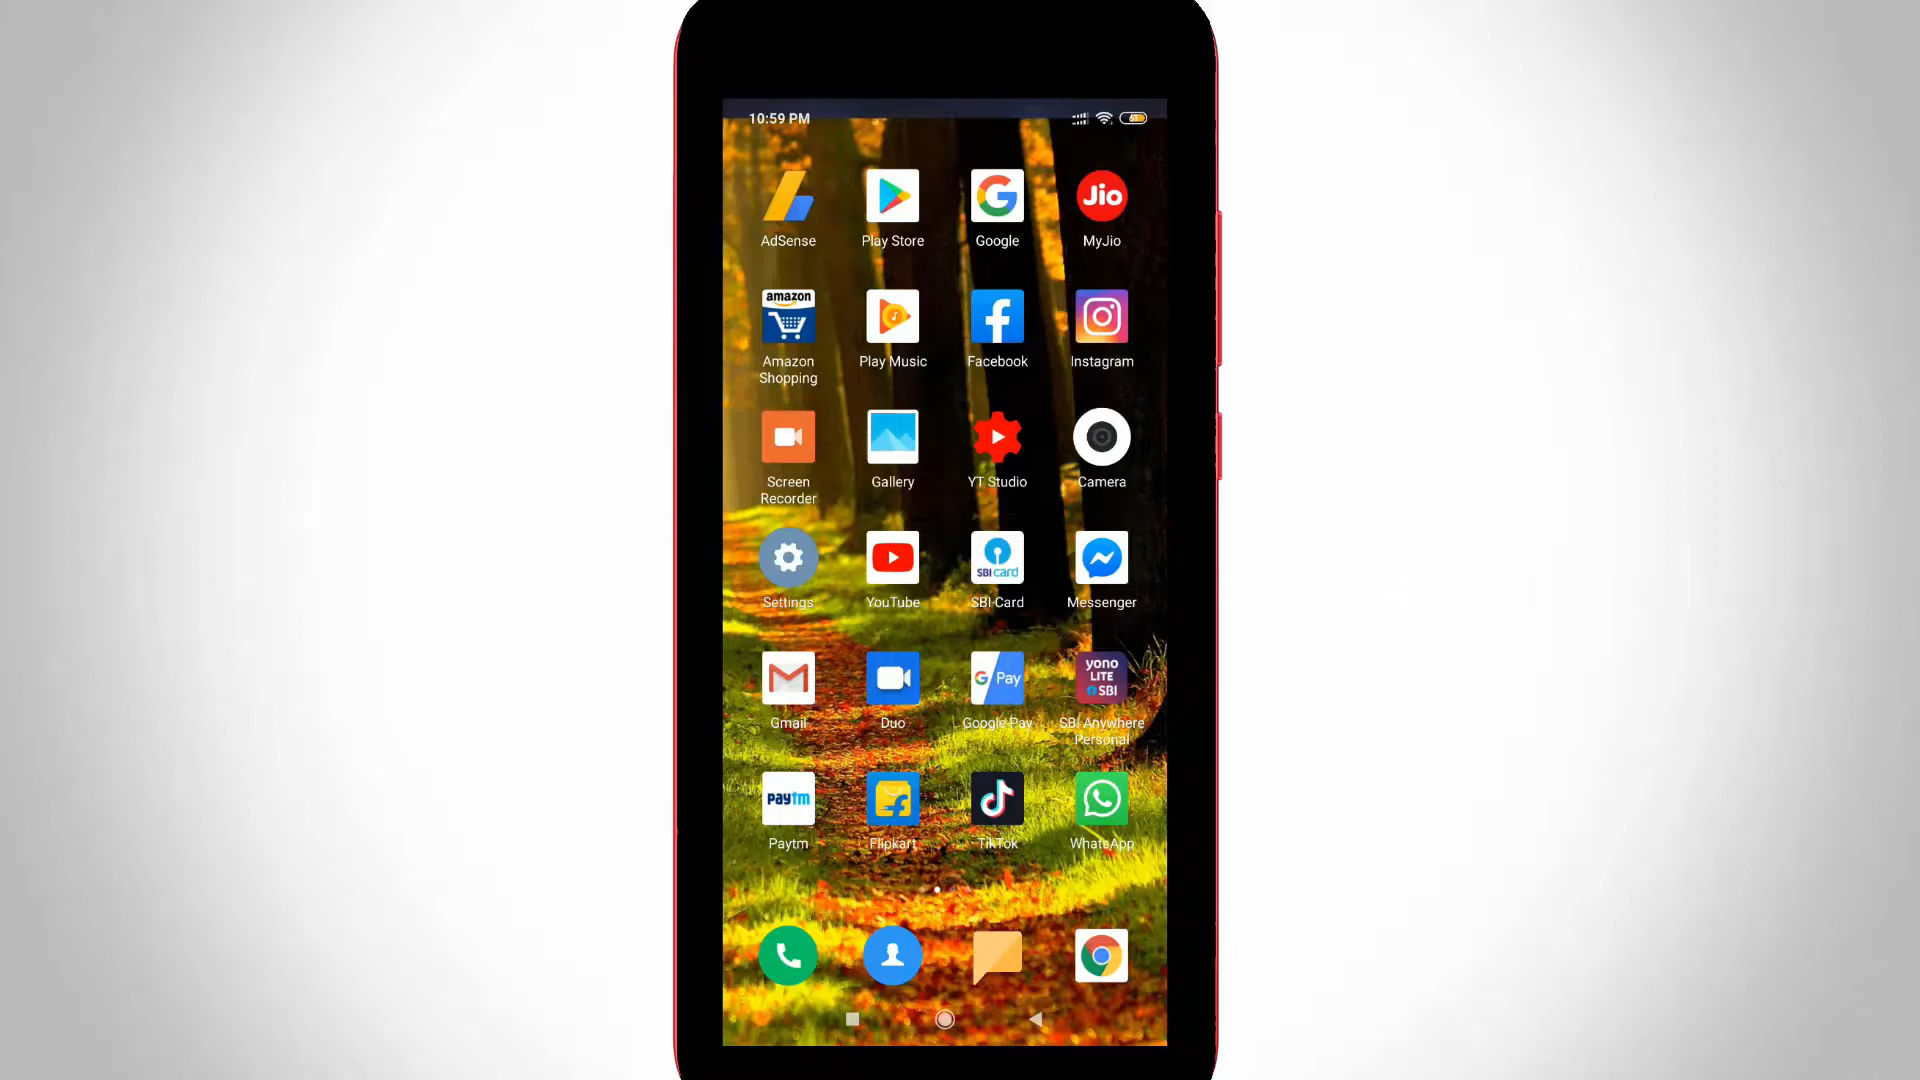 10:59 PM
61
Jio
AdSense
Play Store
Google
MyJio
amazon
Amazon
Shopping
Play Music
Facebook
Instagram
Screen
Recorder
Gallery
YT Studio
Camera
SBI card
Settings
YouTube
SBI Card
Messenger
G Pay
yono
LITE
SBI
Gmail
Duo
Google Pay
SBI Anywhere
Personal
paytm
Paytm
Flipkart
TikTok
WhatsApp